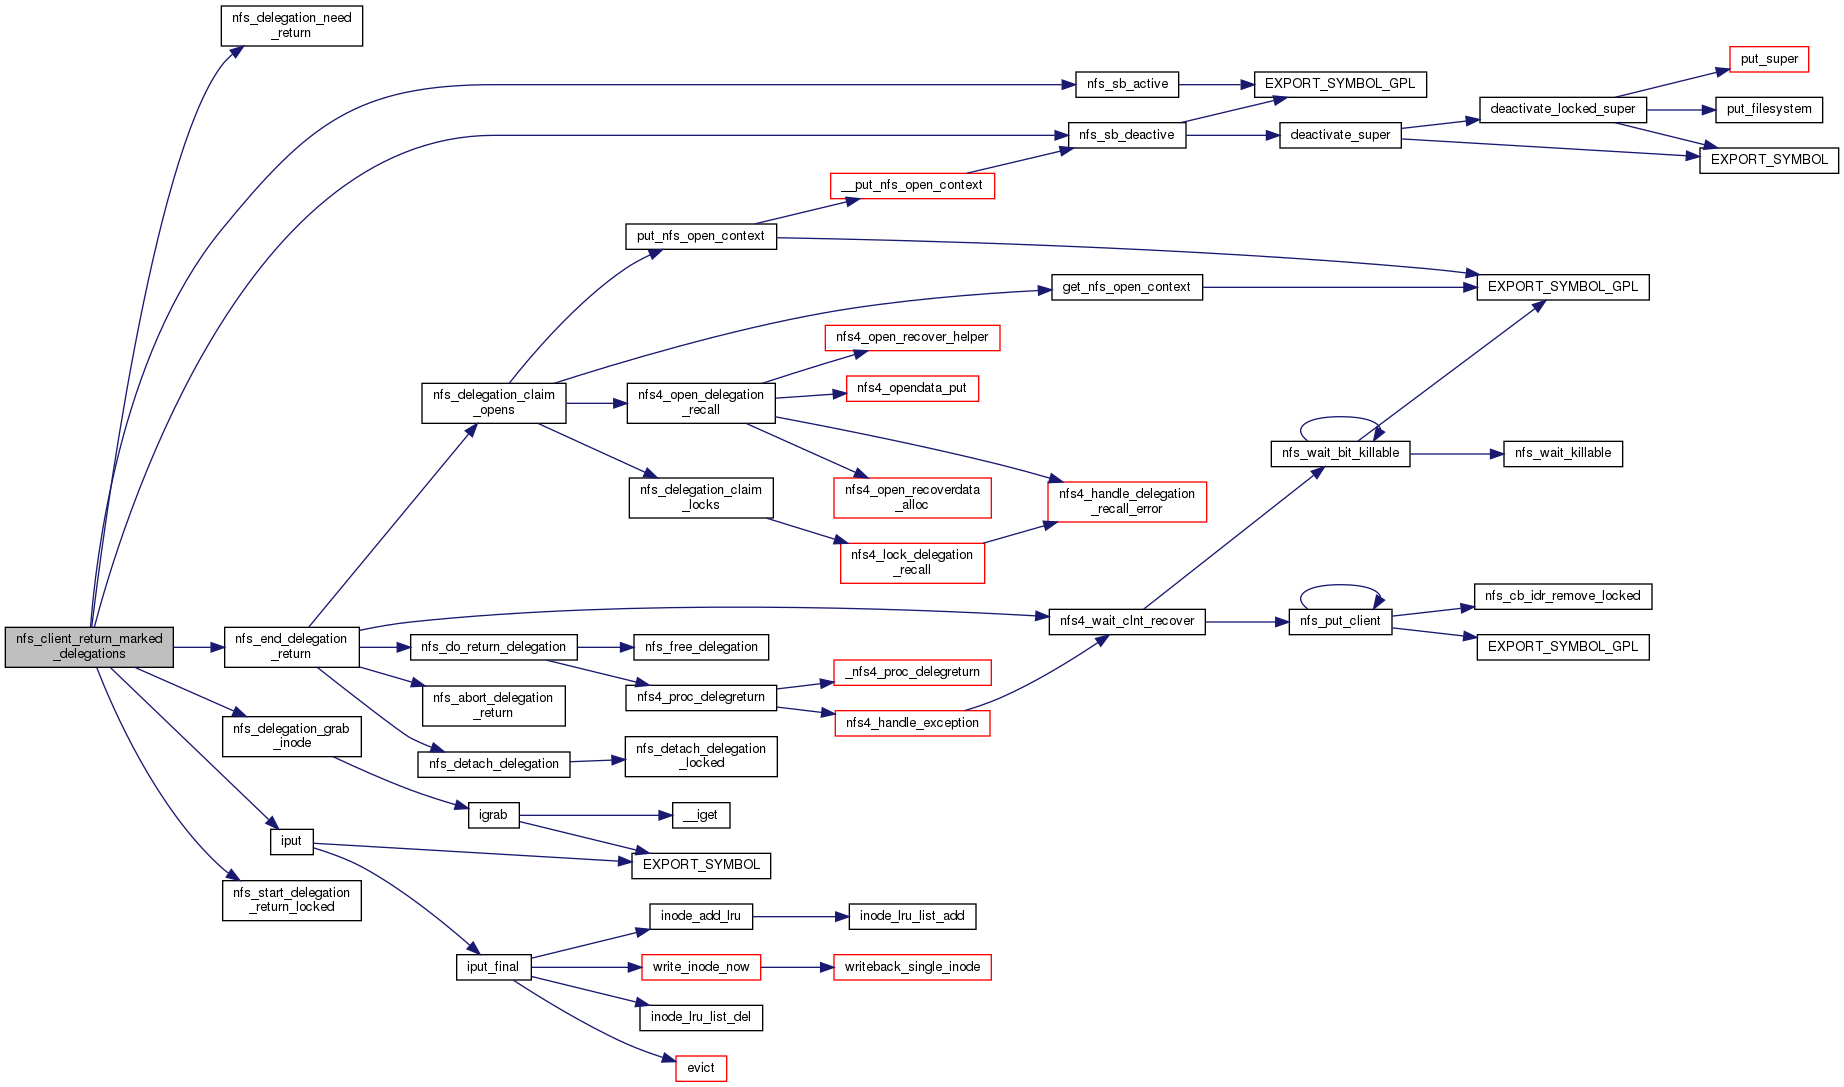 nfs_delegation_need
_return
put_super
nfs_sb_active
EXPORT_SYMBOL_GPL
deactivate_locked_super
put_filesystem
nfs_sb_deactive
deactivate_super
EXPORT_SYMBOL
__put_nfs_open_context
put_nfs_open_context
get_nfs_open_context
EXPORT_SYMBOL_GPL
nfs4_open_recover_helper
nfs_delegation_claim
_opens
nfs4_open_delegation
_recall
nfs4_opendata_put
nfs_wait_bit_killable
nfs_wait_killable
nfs_delegation_claim
_locks
nfs4_open_recoverdata
_alloc
nfs4_handle_delegation
_recall_error
nfs4_lock_delegation
_recall
nfs_cb_idr_remove_locked
nfs4_wait_clnt_recover
nfs_put_client
EXPORT_SYMBOL_GPL
nfs_client_return_marked
_delegations
nfs_end_delegation
_return
nfs_do_return_delegation
nfs_free_delegation
_nfs4_proc_delegreturn
nfs_abort_delegation
_return
nfs4_proc_delegreturn
nfs4_handle_exception
nfs_delegation_grab
_inode
nfs_detach_delegation
nfs_detach_delegation
_locked
igrab
__iget
iput
EXPORT_SYMBOL
nfs_start_delegation
_return_locked
inode_add_lru
inode_lru_list_add
iput_final
write_inode_now
writeback_single_inode
inode_lru_list_del
evict